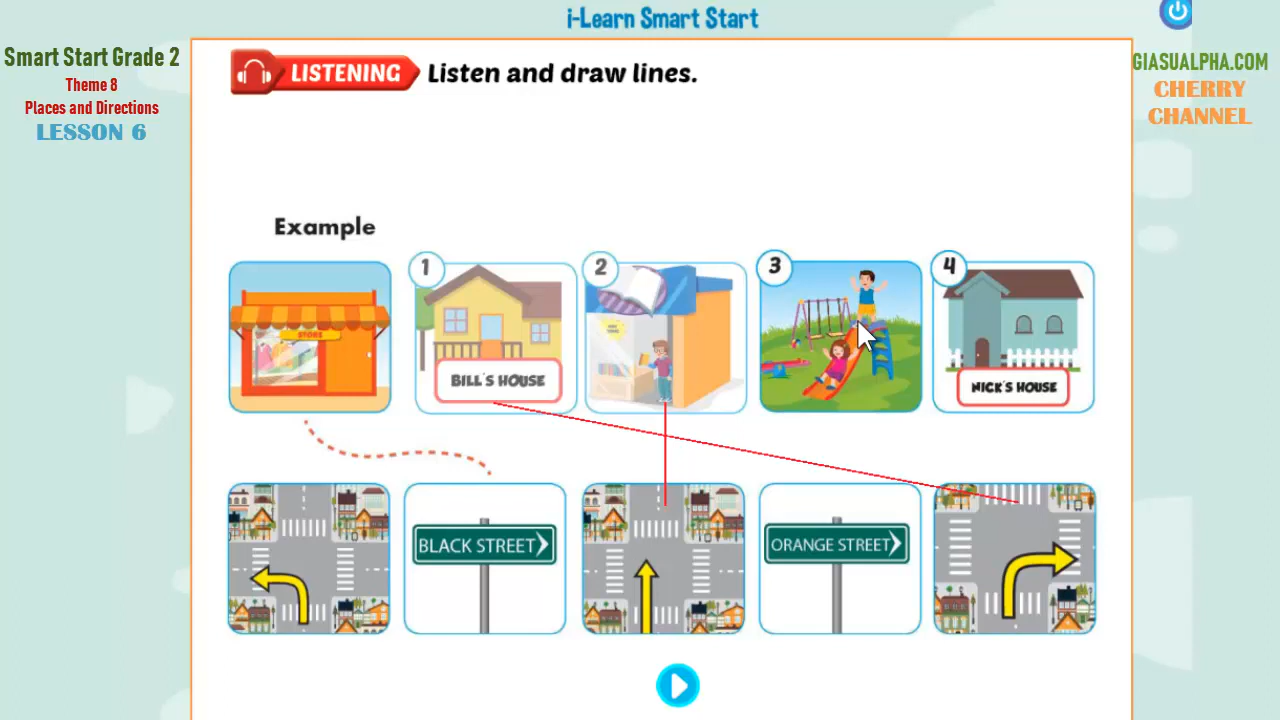 i-Learn Smart Start
Smart Start Grade 2
Theme 8
Places and Directions
LESSON 6
GIASUALPHA.COM
CHERRY
CHANNEL
LISTENING Listen and draw lines.
Example
1
2
3
4
STORE
BILL'S HOUSE
NICK'S HOUSE
BLACK STREET
ORANGE STREET